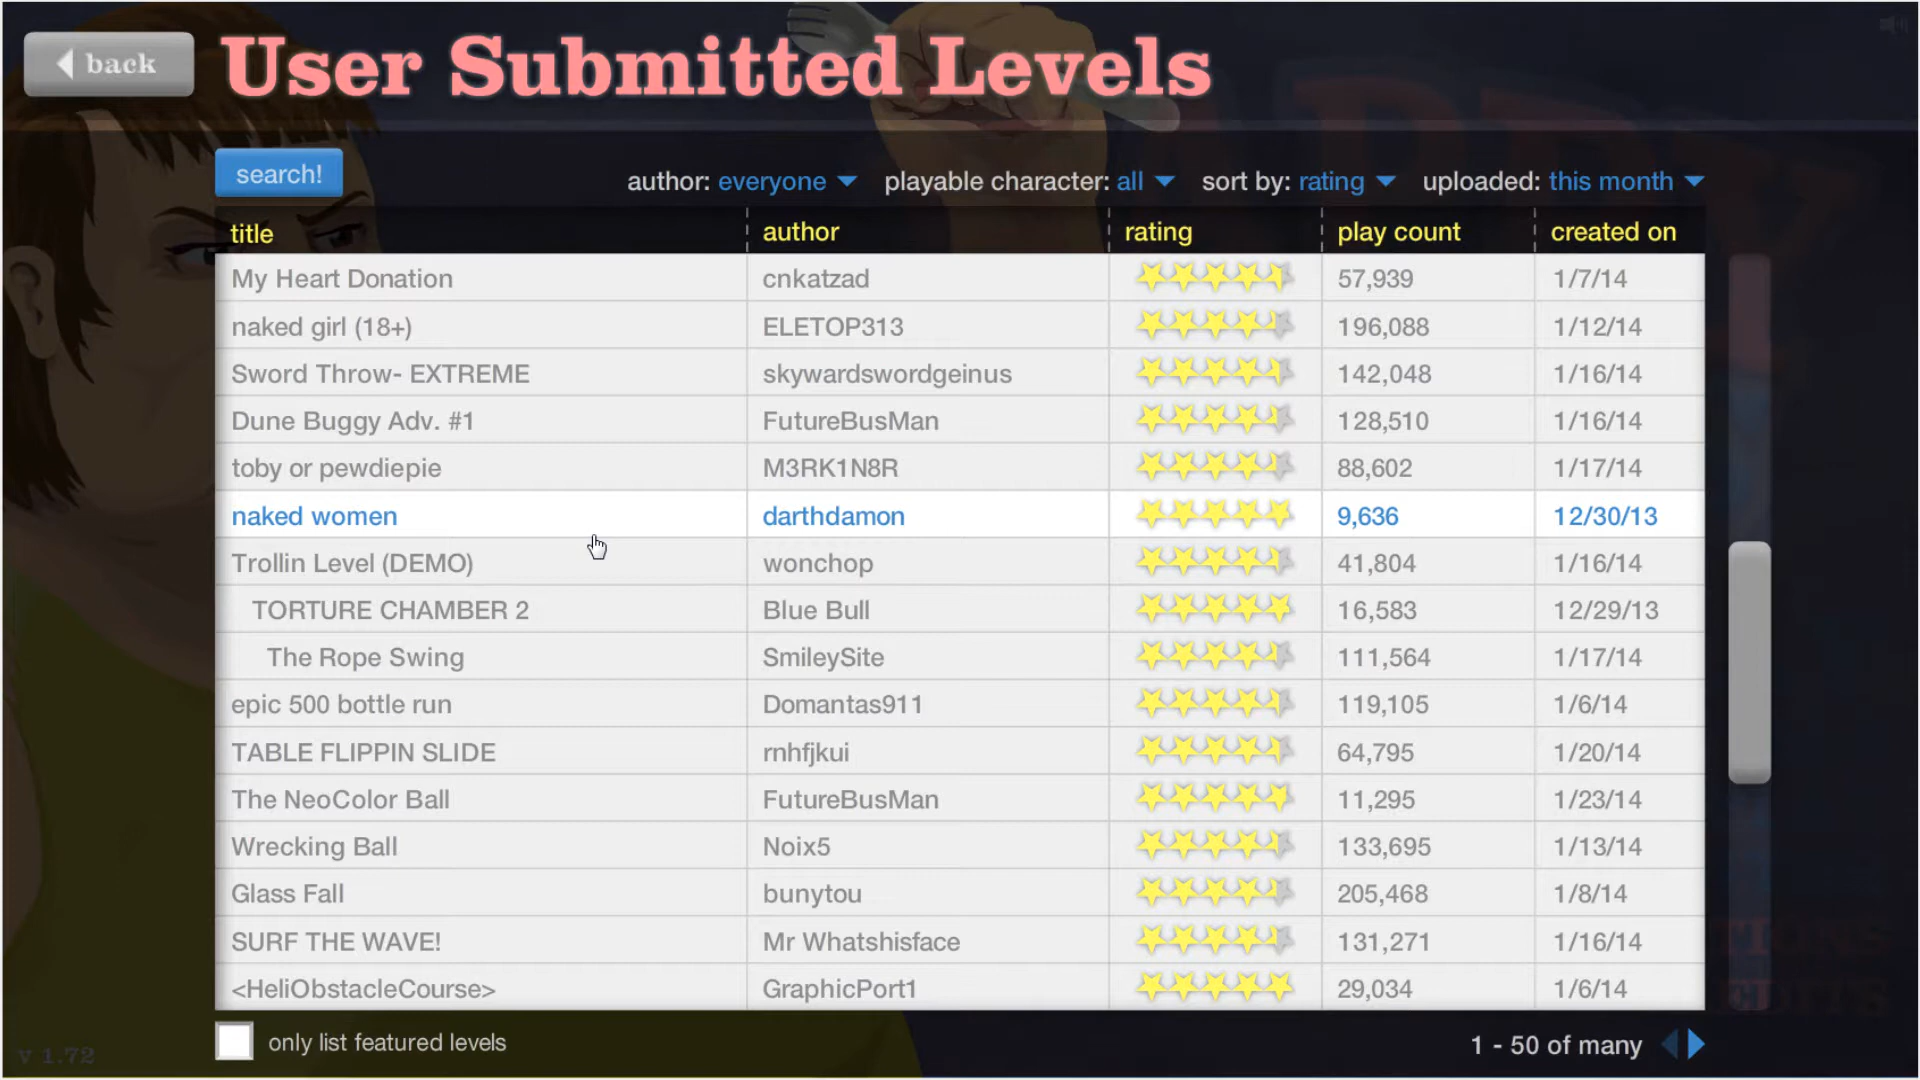 back
User Submitted Levels
search!
author: everyone playable character: all sort by: rating uploaded: this month
title author rating play count created on
My Heart Donation cnkatzad 57,939 1/7/14
naked girl (18+) ELETOP313 196,088 1/12/14
Sword Throw- EXTREME skywardswordgeinus 142,048 1/16/14
Dune Buggy Adv. #1 FutureBusMan 128,510 1/16/14
toby or pewdiepie M3RK1N8R 88,602 1/17/14
naked women darthdamon 9,636 12/30/13
Trollin Level (DEMO) wonchop 41,804 1/16/14
TORTURE CHAMBER 2 Blue Bull 16,583 12/29/13
The Rope Swing SmileySite 111,564 1/17/14
epic 500 bottle run Domantas911 119,105 1/6/14
TABLE FLIPPIN SLIDE rnhfjkui 64,795 1/20/14
The NeoColor Ball FutureBusMan 11,295 1/23/14
Wrecking Ball Noix5 133,695 1/13/14
Glass Fall bunytou 205,468 1/8/14
SURF THE WAVE! Mr Whatshisface 131,271 1/16/14
<HeliObstacleCourse> GraphicPort1 29,034 1/6/14
only list featured levels
1 - 50 of many
v 1.72